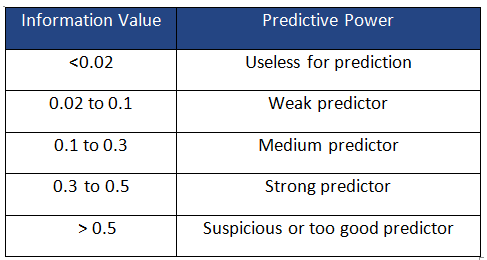 Information Value Predictive Power
<0.02 Useless for prediction
0.02 to 0.1 Weak predictor
0.1 to 0.3 Medium predictor
0.3 to 0.5 Strong predictor
> 0.5 Suspicious or too good predictor